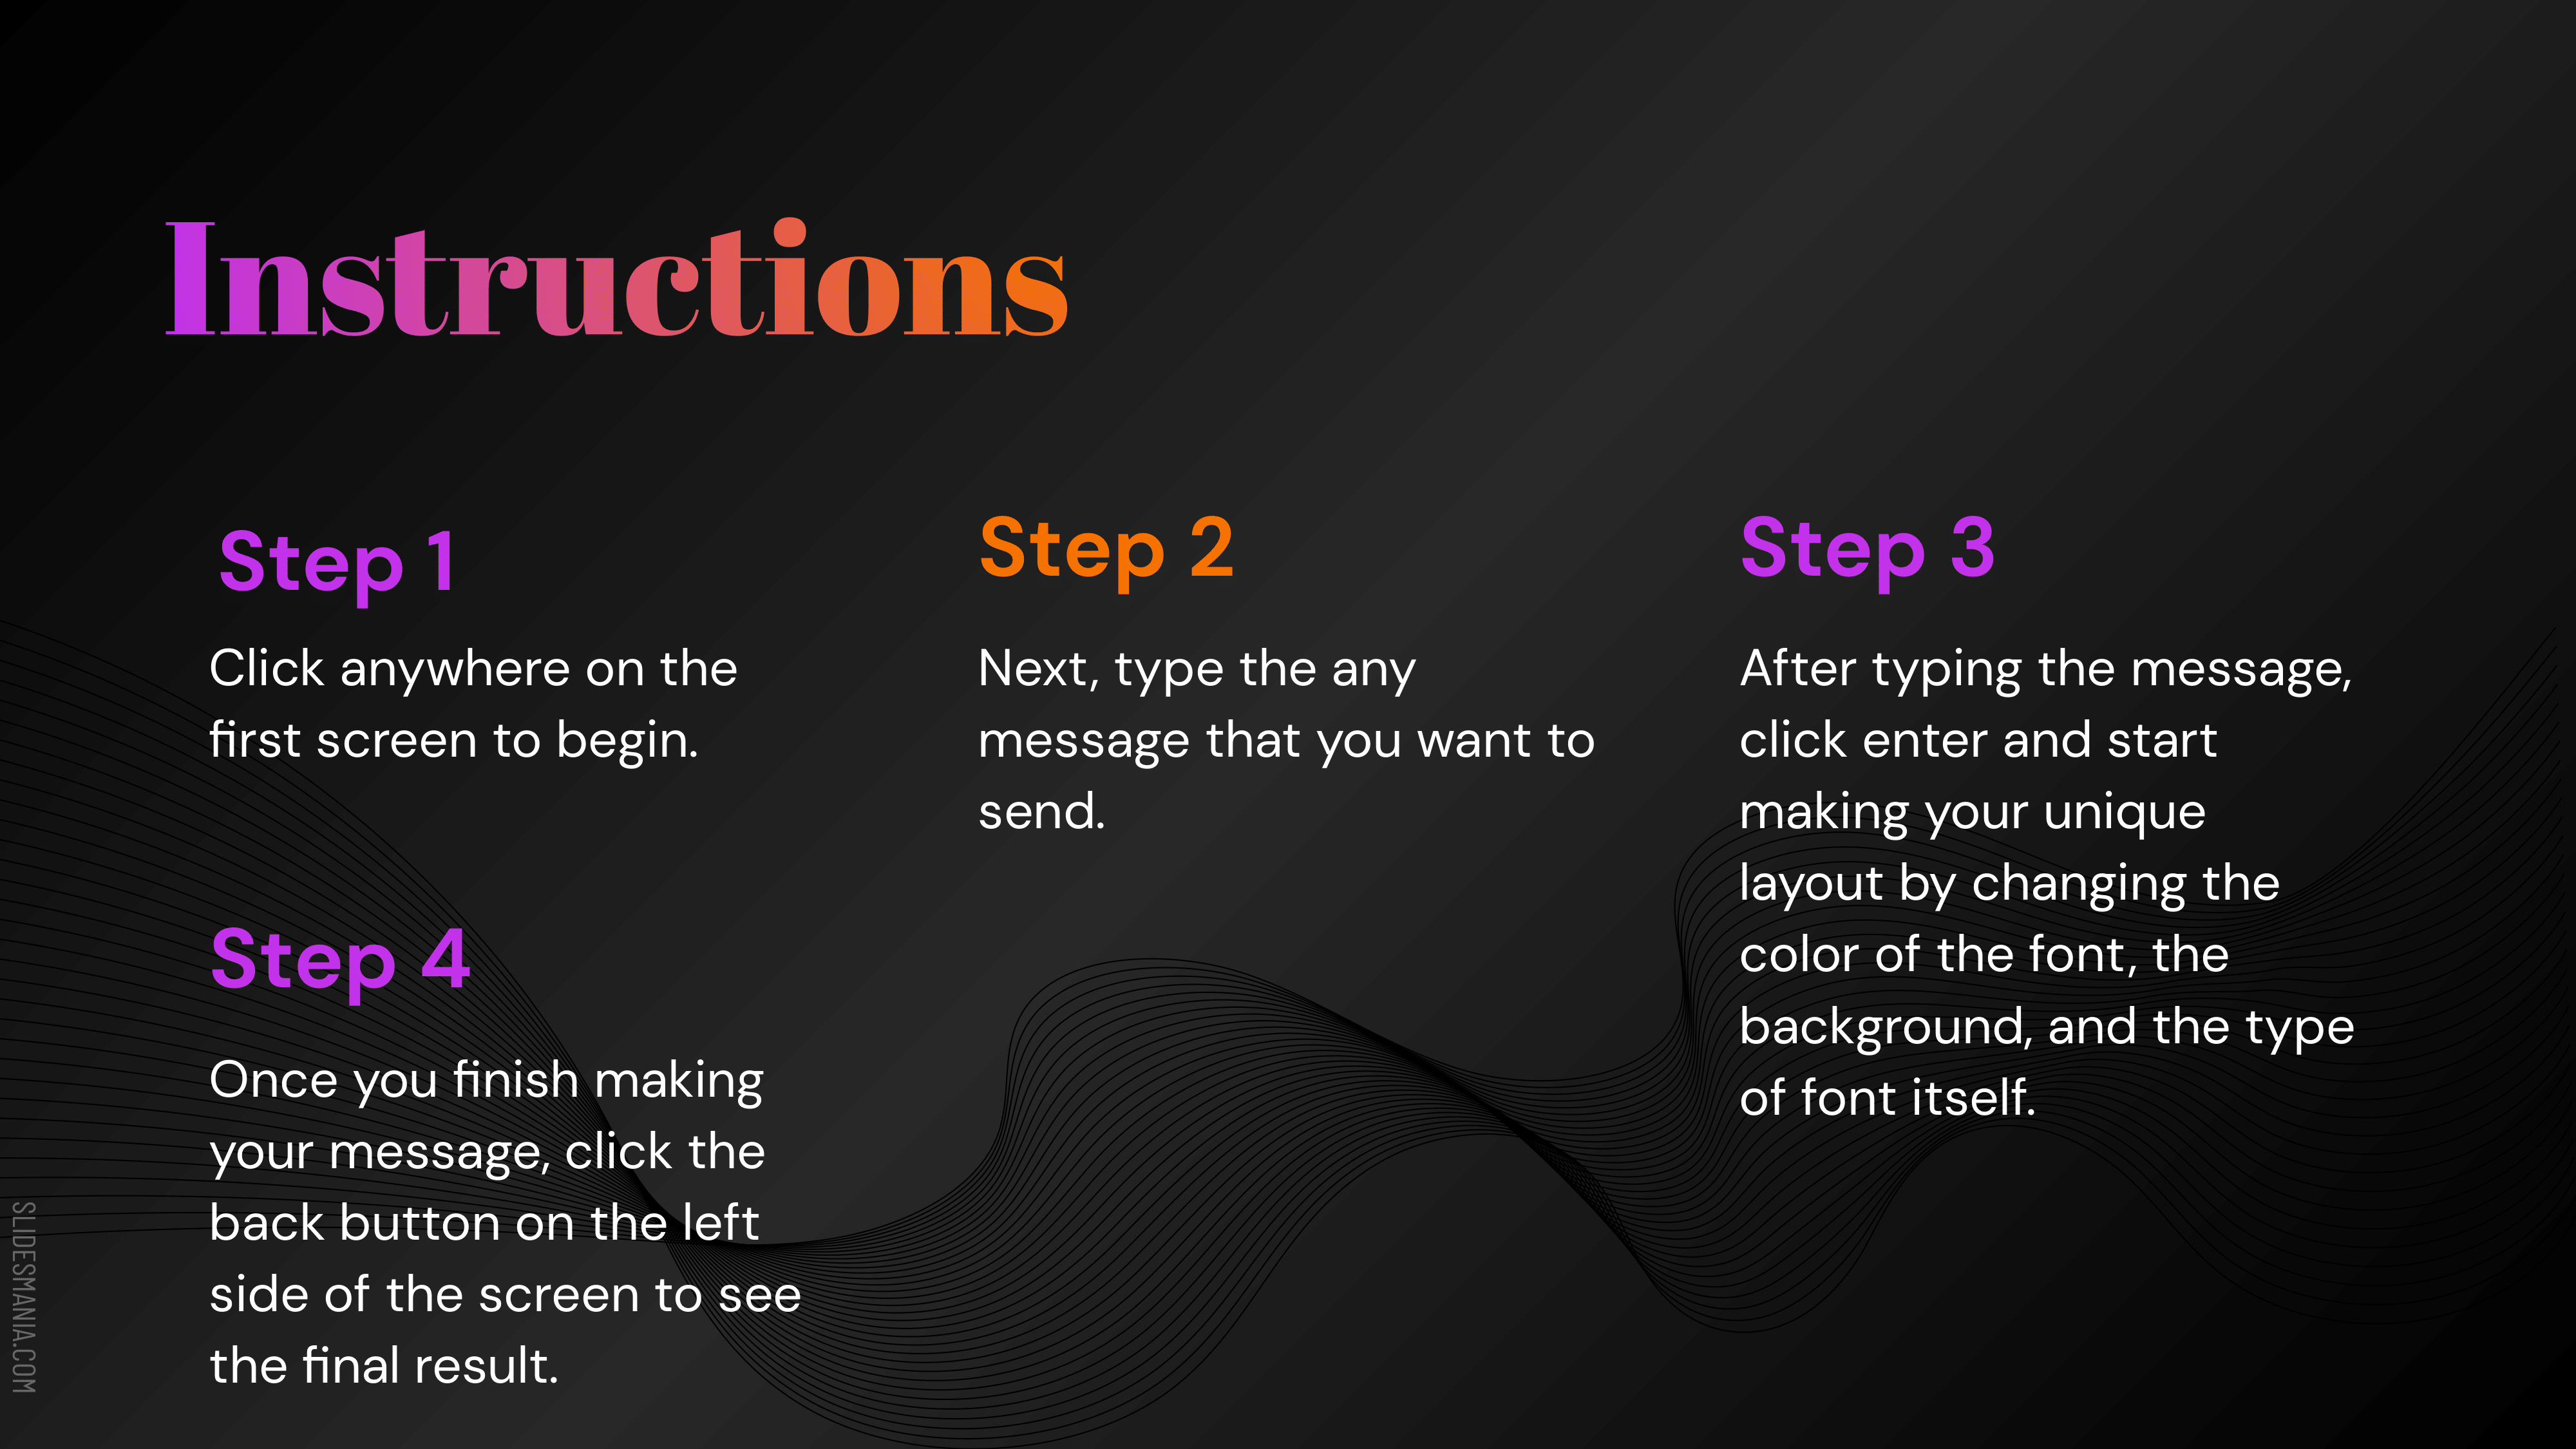 Instructions
Step 1
Click anywhere on the
first screen to begin.
Step 2
Next, type the any
message that you want to
send.
Step 3
After typing the message,
click enter and start
making your unique
layout by changing the
color of the font, the
background, and the type
of font itself.
Step 4
Once you finish making
your message, click the
back button on the left
side of the screen to see
the final result.
SLIDESMANIA.COM